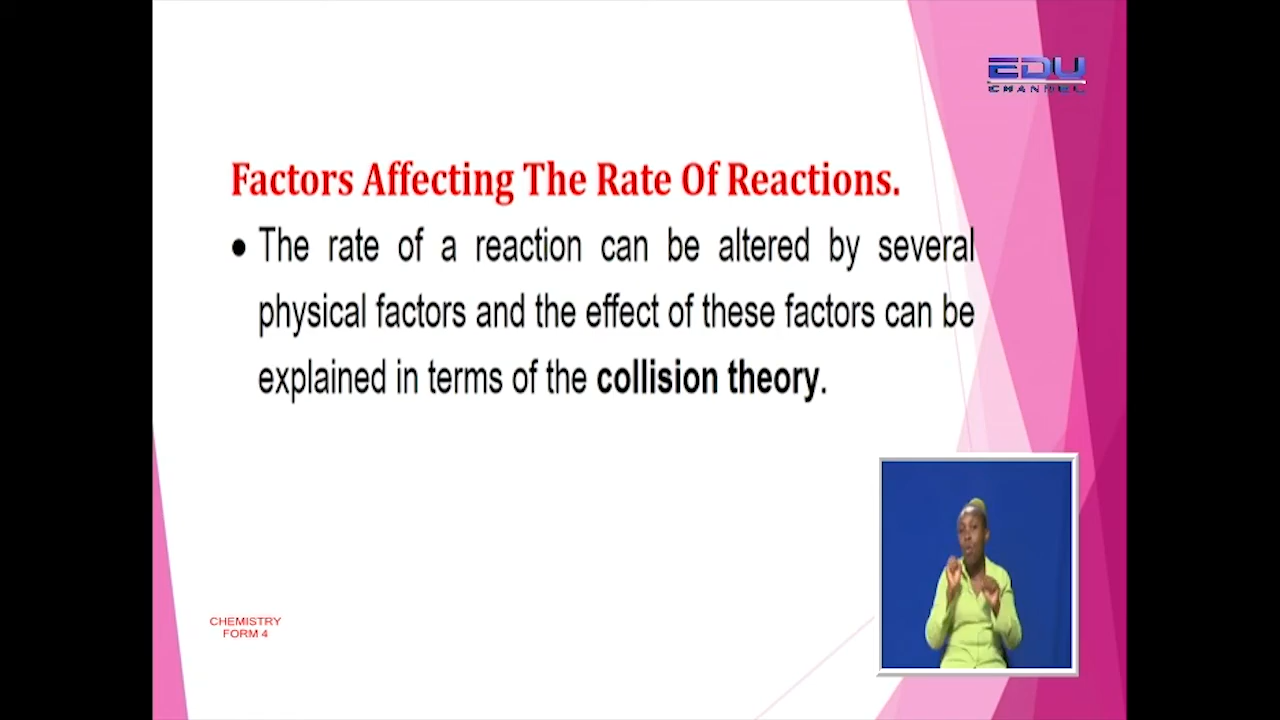 EDU
CHANNEL
Factors Affecting The Rate Of Reactions.
• The rate of a reaction can be altered by several
physical factors and the effect of these factors can be
explained in terms of the collision theory.
CHEMISTRY
FORM 4